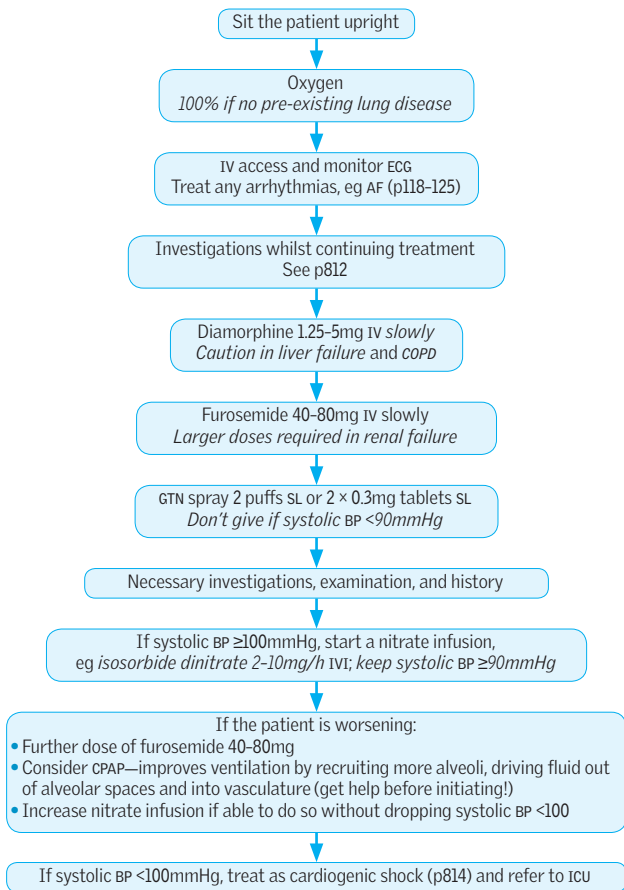 Sit the patient upright
Oxygen
100% if no pre-existing lung disease
IV access and monitor ECG
Treat any arrhythmias, eg AF (p118–125)
Investigations whilst continuing treatment
See p812
Diamorphine 1.25–5mg IV slowly
Caution in liver failure and COPD
Furosemide 40–80mg IV slowly
Larger doses required in renal failure
GTN spray 2 puffs SL or 2 × 0.3mg tablets SL
Don't give if systolic BP <90mmHg
Necessary investigations, examination, and history
If systolic BP ≥100mmHg, start a nitrate infusion,
eg isosorbide dinitrate 2–10mg/h IVI; keep systolic BP ≥90mmHg
If the patient is worsening:
• Further dose of furosemide 40–80mg
• Consider CPAP—improves ventilation by recruiting more alveoli, driving fluid out
of alveolar spaces and into vasculature (get help before initiating!)
• Increase nitrate infusion if able to do so without dropping systolic BP <100
If systolic BP <100mmHg, treat as cardiogenic shock (p814) and refer to ICU